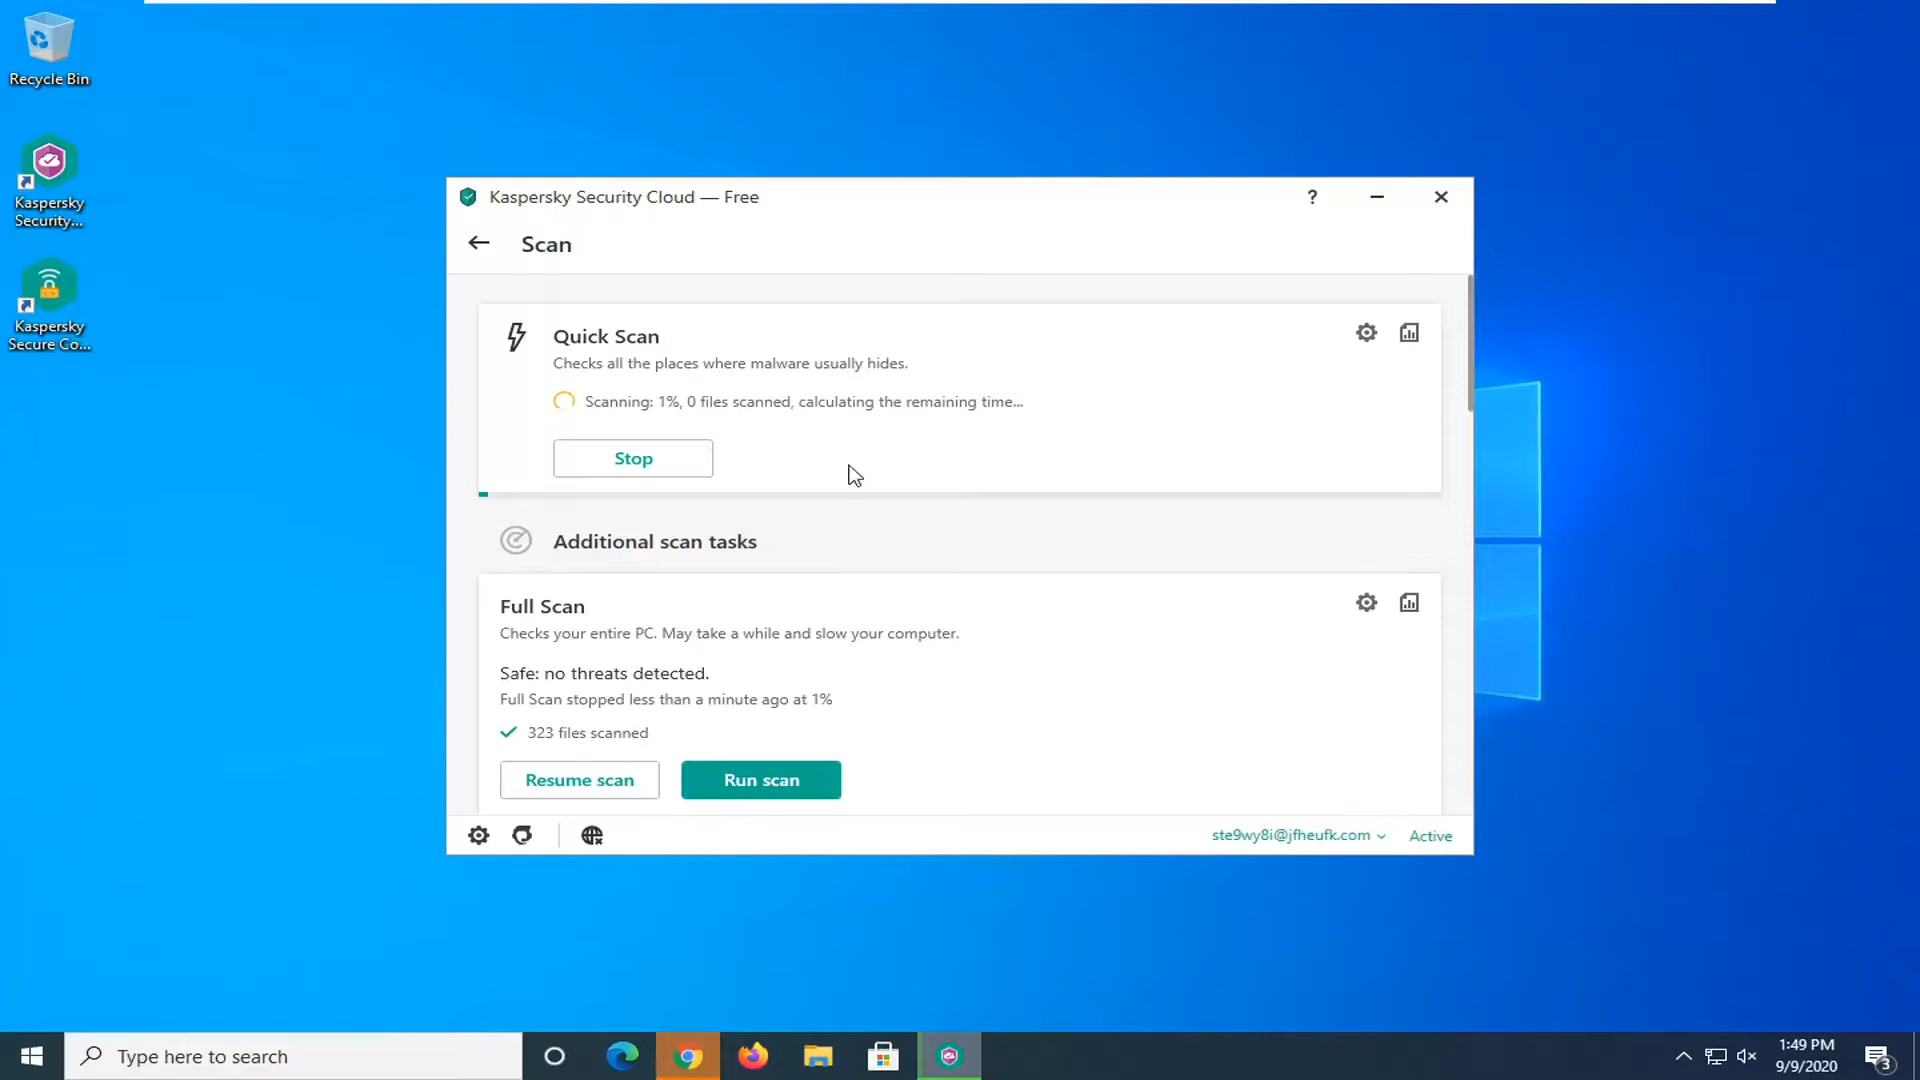 Recycle Bin
Kaspersky
Security...
Kaspersky
Secure Co...
Kaspersky Security Cloud — Free
?
Scan
Quick Scan
Checks all the places where malware usually hides.
Scanning: 1%, 0 files scanned, calculating the remaining time...
Stop
Additional scan tasks
Full Scan
Checks your entire PC. May take a while and slow your computer.
Safe: no threats detected.
Full Scan stopped less than a minute ago at 1%
323 files scanned
Resume scan
Run scan
ste9wy8i@jfheufk.com
Active
Type here to search
1:49 PM
9/9/2020
3